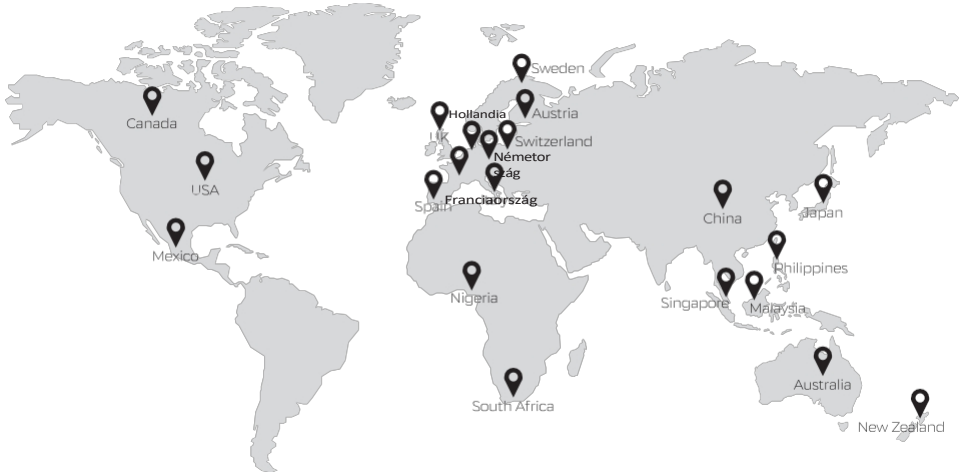 Sweden
Canada
Hollandia
Austria
UK
Switzerland
Németor
szág
USA
Spain
Franciaország
China
Japan
Mexico
Philippines
Nigeria
Singapore
Malaysia
Australia
South Africa
New Zealand